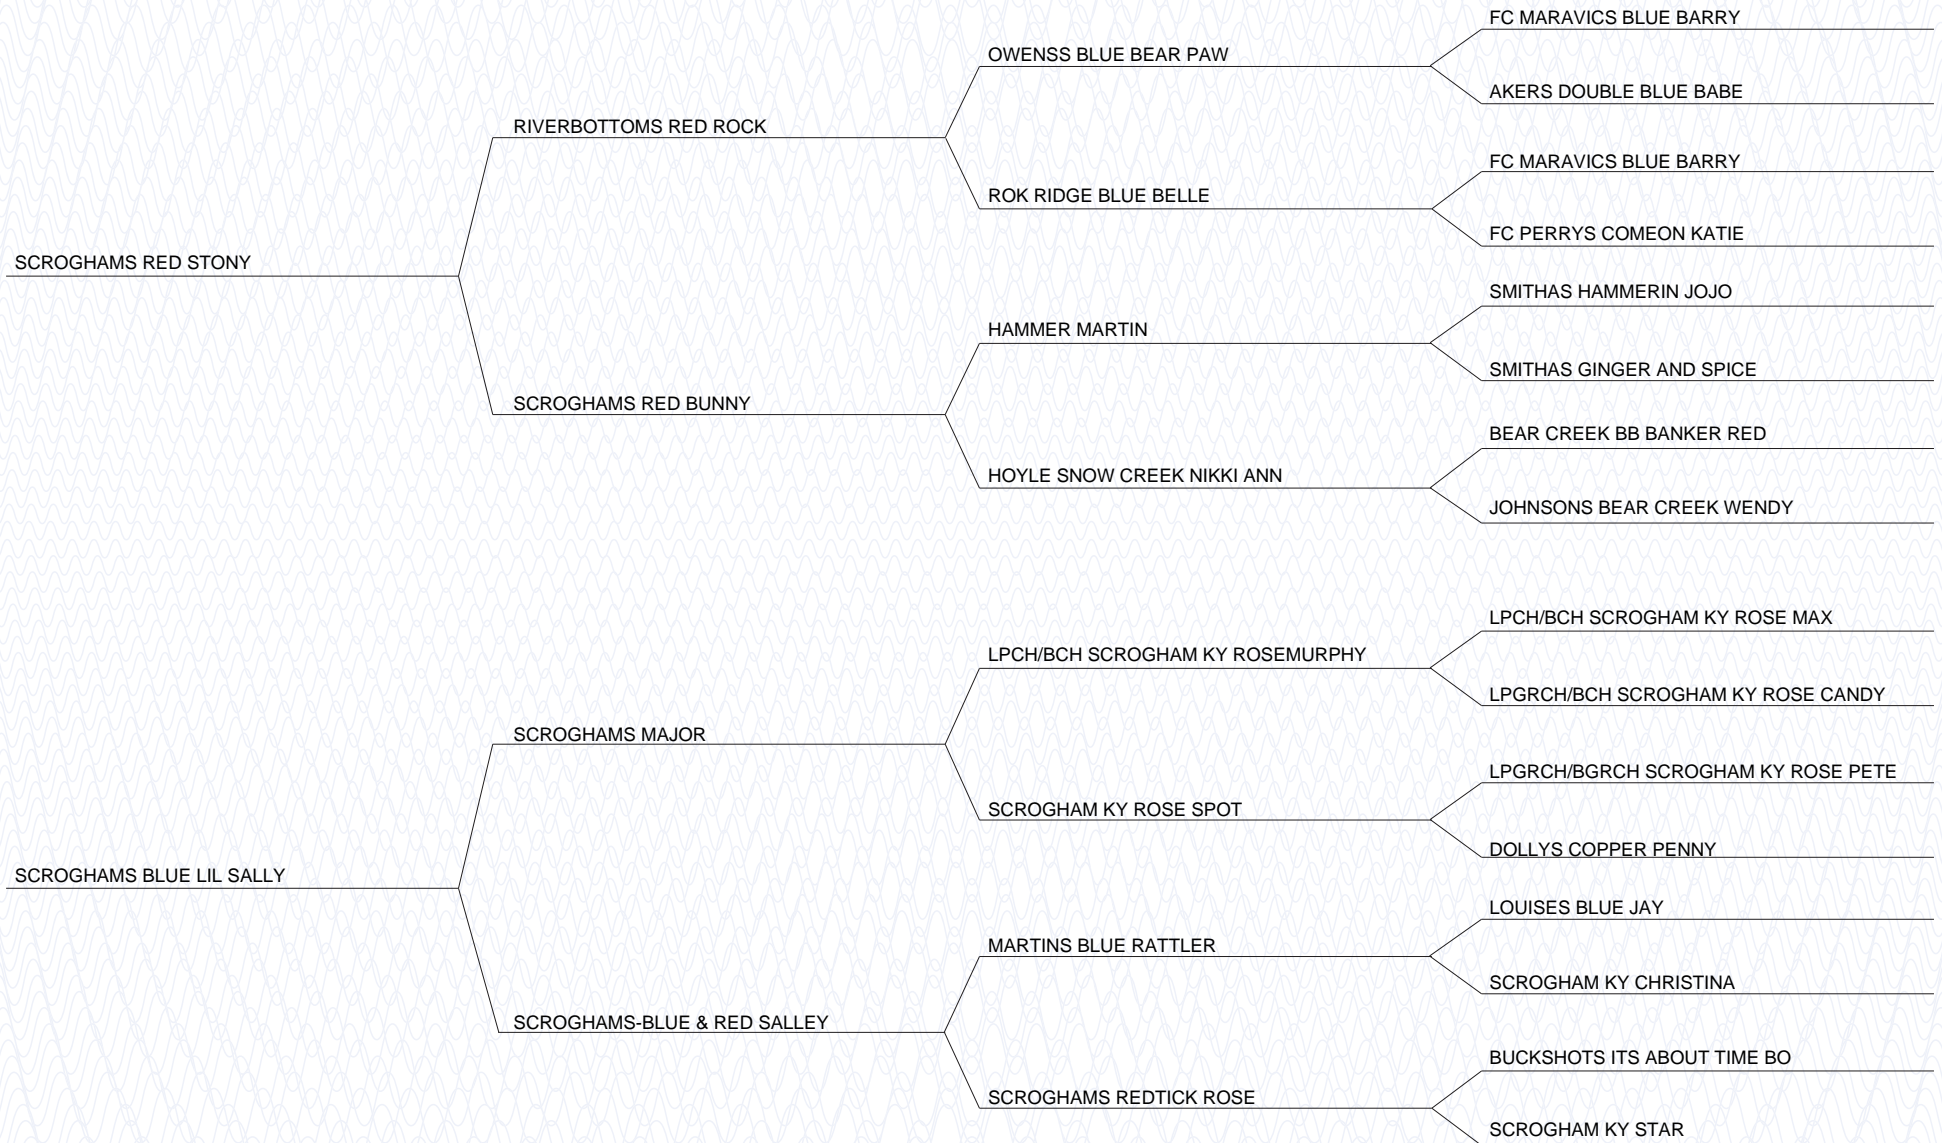 FC MARAVICS BLUE BARRY
OWENSS BLUE BEAR PAW
AKERS DOUBLE BLUE BABE
RIVERBOTTOMS RED ROCK
FC MARAVICS BLUE BARRY
ROK RIDGE BLUE BELLE
FC PERRYS COMEON KATIE
SCROGHAMS RED STONY
SMITHAS HAMMERIN JOJO
HAMMER MARTIN
SMITHAS GINGER AND SPICE
SCROGHAMS RED BUNNY
BEAR CREEK BB BANKER RED
HOYLE SNOW CREEK NIKKI ANN
JOHNSONS BEAR CREEK WENDY
LPCH/BCH SCROGHAM KY ROSE MAX
LPCH/BCH SCROGHAM KY ROSEMURPHY
LPGRCH/BCH SCROGHAM KY ROSE CANDY
SCROGHAMS MAJOR
LPGRCH/BGRCH SCROGHAM KY ROSE PETE
SCROGHAM KY ROSE SPOT
DOLLYS COPPER PENNY
SCROGHAMS BLUE LIL SALLY
LOUISES BLUE JAY
MARTINS BLUE RATTLER
SCROGHAM KY CHRISTINA
SCROGHAMS-BLUE & RED SALLEY
BUCKSHOTS ITS ABOUT TIME BO
SCROGHAMS REDTICK ROSE
SCROGHAM KY STAR